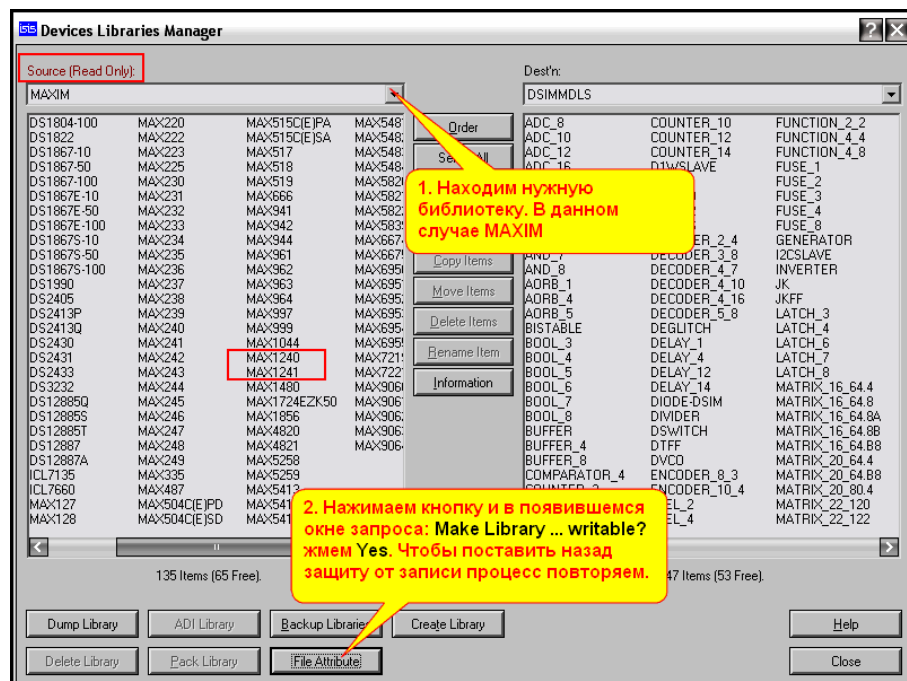 isis Devices Libraries Manager
Source (Read Only):
MAXIM
DS1804-100 MAX220 MAX515C(E)PA
DS1822 MAX222 MAX515C(E)SA
DS1867-10 MAX223 MAX517
DS1867-50 MAX225 MAX518
DS1867-100 MAX230 MAX519
DS1867E-10 MAX231 MAX666
DS1867E-50 MAX232 MAX941
DS1867E-100 MAX233 MAX942
DS1867S-10 MAX234 MAX944
DS1867S-50 MAX235 MAX961
DS1867S-100 MAX236 MAX962
DS1990 MAX237 MAX963
DS2405 MAX238 MAX964
DS2413P MAX239 MAX997
DS2413Q MAX240 MAX999
DS2430 MAX241 MAX1044
DS2431 MAX242 MAX1240
DS2433 MAX243 MAX1241
DS3232 MAX244 MAX1480
DS12885Q MAX245 MAX1724EZK50
DS12885S MAX246 MAX1856
DS12885T MAX247 MAX4820
DS12887 MAX248 MAX4821
DS12887A MAX249 MAX5258
ICL7135 MAX335 MAX5259
ICL7660 MAX487 MAX5413
MAX127 MAX504C(E)PD
MAX128 MAX504C(E)SD
135 Items (65 Free).
Order
Copy Items
Move Items
Delete Items
Rename Item
Information
1. Находим нужную
библиотеку. В данном
случае MAXIM
2. Нажимаем кнопку и в появившемся
окне запроса: Make Library ... writable?
жмем Yes. Чтобы поставить назад
защиту от записи процесс повторяем.
Dest'n:
DSIMMDLS
ADC_8 COUNTER_10 FUNCTION_2_2
ADC_10 COUNTER_12 FUNCTION_4_4
ADC_12 COUNTER_14 FUNCTION_4_8
ADC_16 D1WSLAVE FUSE_1
FUSE_2
FUSE_3
FUSE_4
FUSE_8
GENERATOR
AND_7 DECODER_3_8 I2CSLAVE
AND_8 DECODER_4_7 INVERTER
AORB_1 DECODER_4_10 JK
AORB_4 DECODER_4_16 JKFF
AORB_5 DECODER_5_8 LATCH_3
BISTABLE DEGLITCH LATCH_4
BOOL_3 DELAY_1 LATCH_6
BOOL_4 DELAY_4 LATCH_7
BOOL_5 DELAY_12 LATCH_8
BOOL_6 DELAY_14 MATRIX_16_64.4
BOOL_7 DIODE-DSIM MATRIX_16_64.8
BOOL_8 DIVIDER MATRIX_16_64.8A
BUFFER DSWITCH MATRIX_16_64.8B
BUFFER_4 DTFF MATRIX_16_64.B8
BUFFER_8 DVCO MATRIX_20_64.4
COMPARATOR_4 ENCODER_8_3 MATRIX_20_64.B8
ENCODER_10_4 MATRIX_20_80.4
MATRIX_22_120
MATRIX_22_122
47 Items (53 Free).
Dump Library ADI Library Backup Libraries Create Library Help
Delete Library Pack Library File Attribute Close